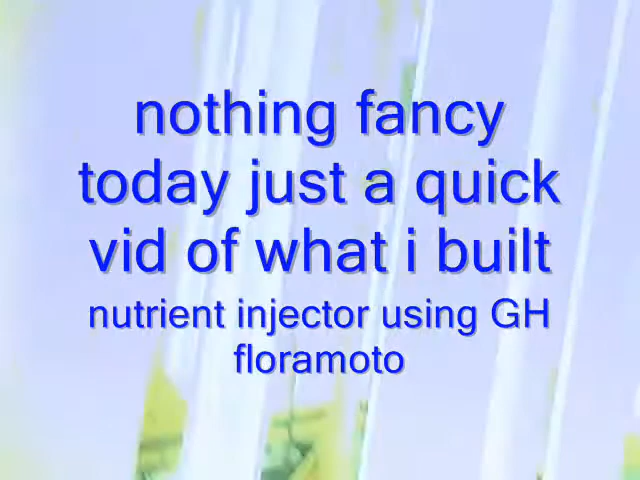 nothing fancy
today just a quick
vid of what i built
nutrient injector using GH
floramoto